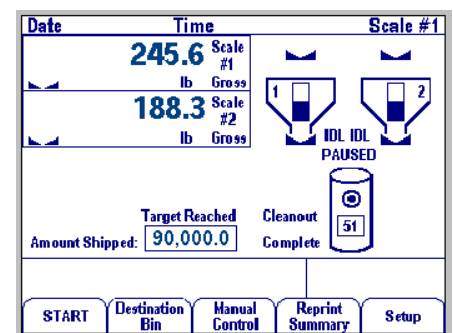 Date Time Scale #1
245.6 Scale #1
lb Gross
188.3 Scale #2
lb Gross
1 2
IDL IDL
PAUSED
Target Reached
Amount Shipped: 90,000.0
Cleanout
Complete
51
START Destination Bin Manual Control Reprint Summary Setup